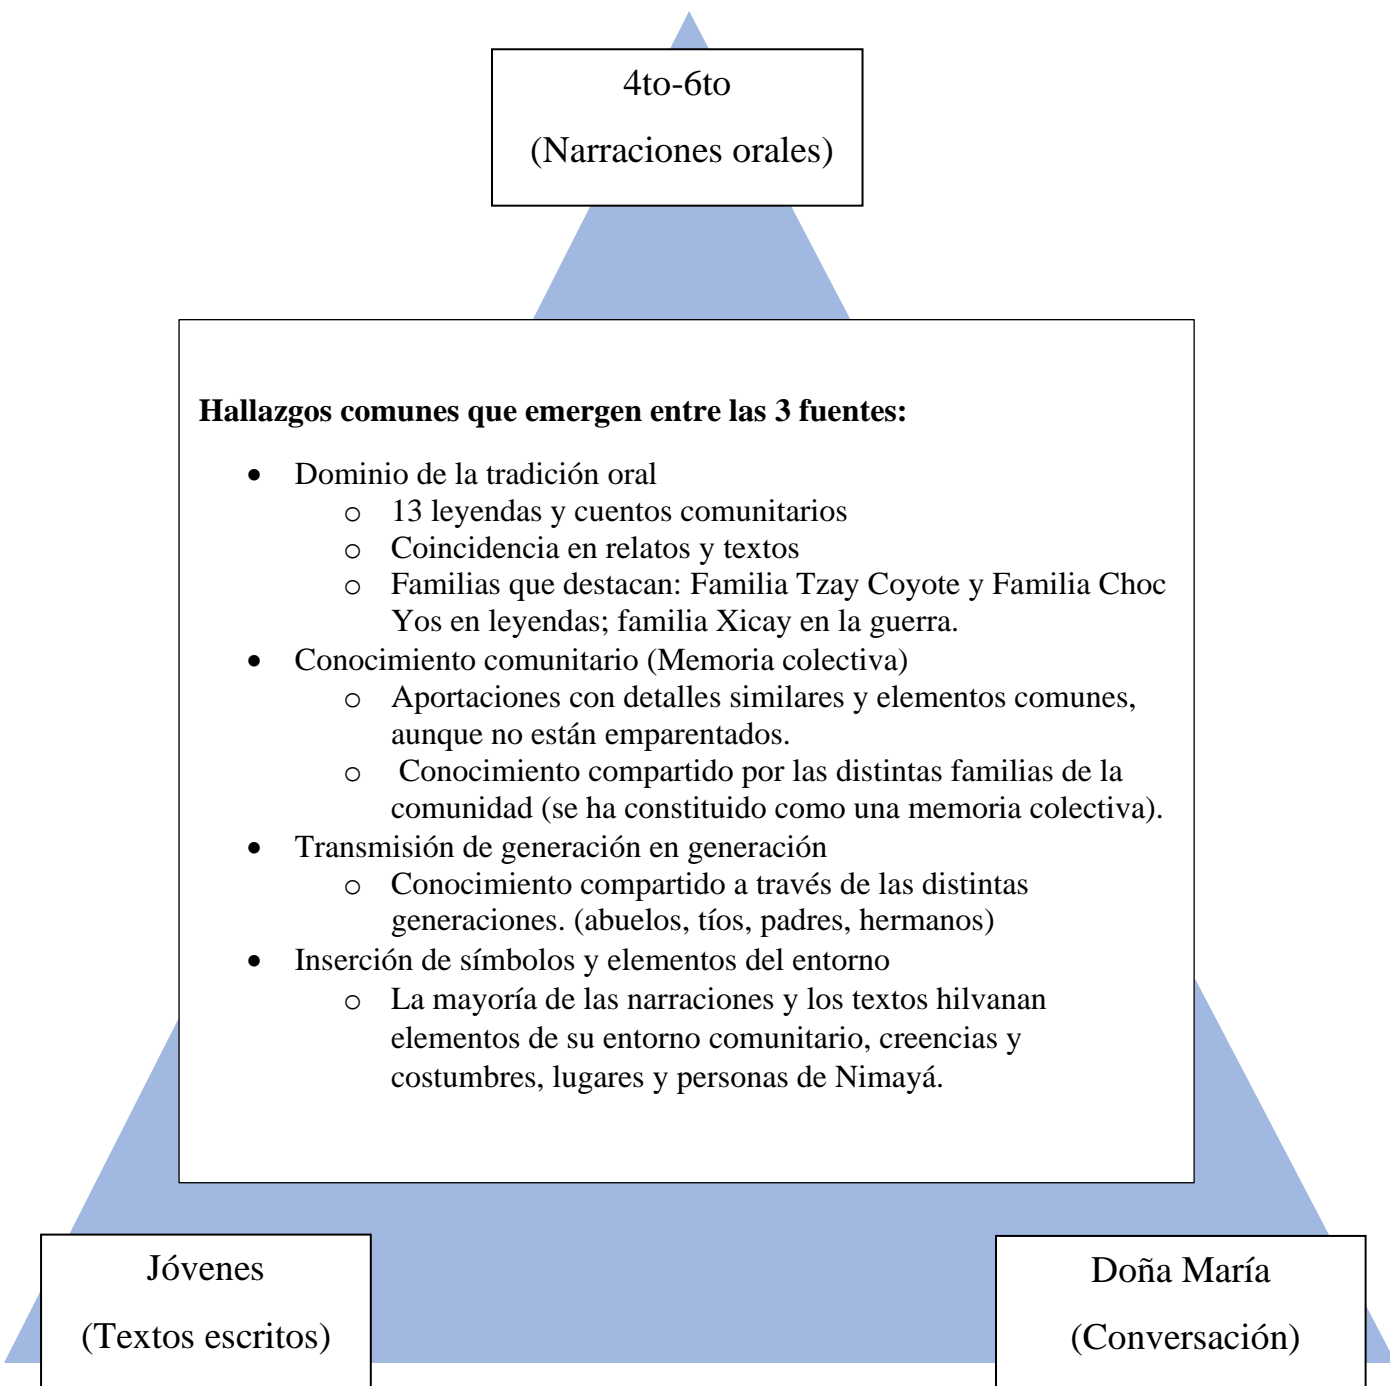 4to-6to
(Narraciones orales)
Hallazgos comunes que emergen entre las 3 fuentes:
• Dominio de la tradición oral
o 13 leyendas y cuentos comunitarios
o Coincidencia en relatos y textos
o Familias que destacan: Familia Tzay Coyote y Familia Choc
Yos en leyendas; familia Xicay en la guerra.
• Conocimiento comunitario (Memoria colectiva)
o Aportaciones con detalles similares y elementos comunes,
aunque no están emparentados.
o Conocimiento compartido por las distintas familias de la
comunidad (se ha constituido como una memoria colectiva).
• Transmisión de generación en generación
o Conocimiento compartido a través de las distintas
generaciones. (abuelos, tíos, padres, hermanos)
• Inserción de símbolos y elementos del entorno
o La mayoría de las narraciones y los textos hilvanan
elementos de su entorno comunitario, creencias y
costumbres, lugares y personas de Nimayá.
Jóvenes
(Textos escritos)
Doña María
(Conversación)